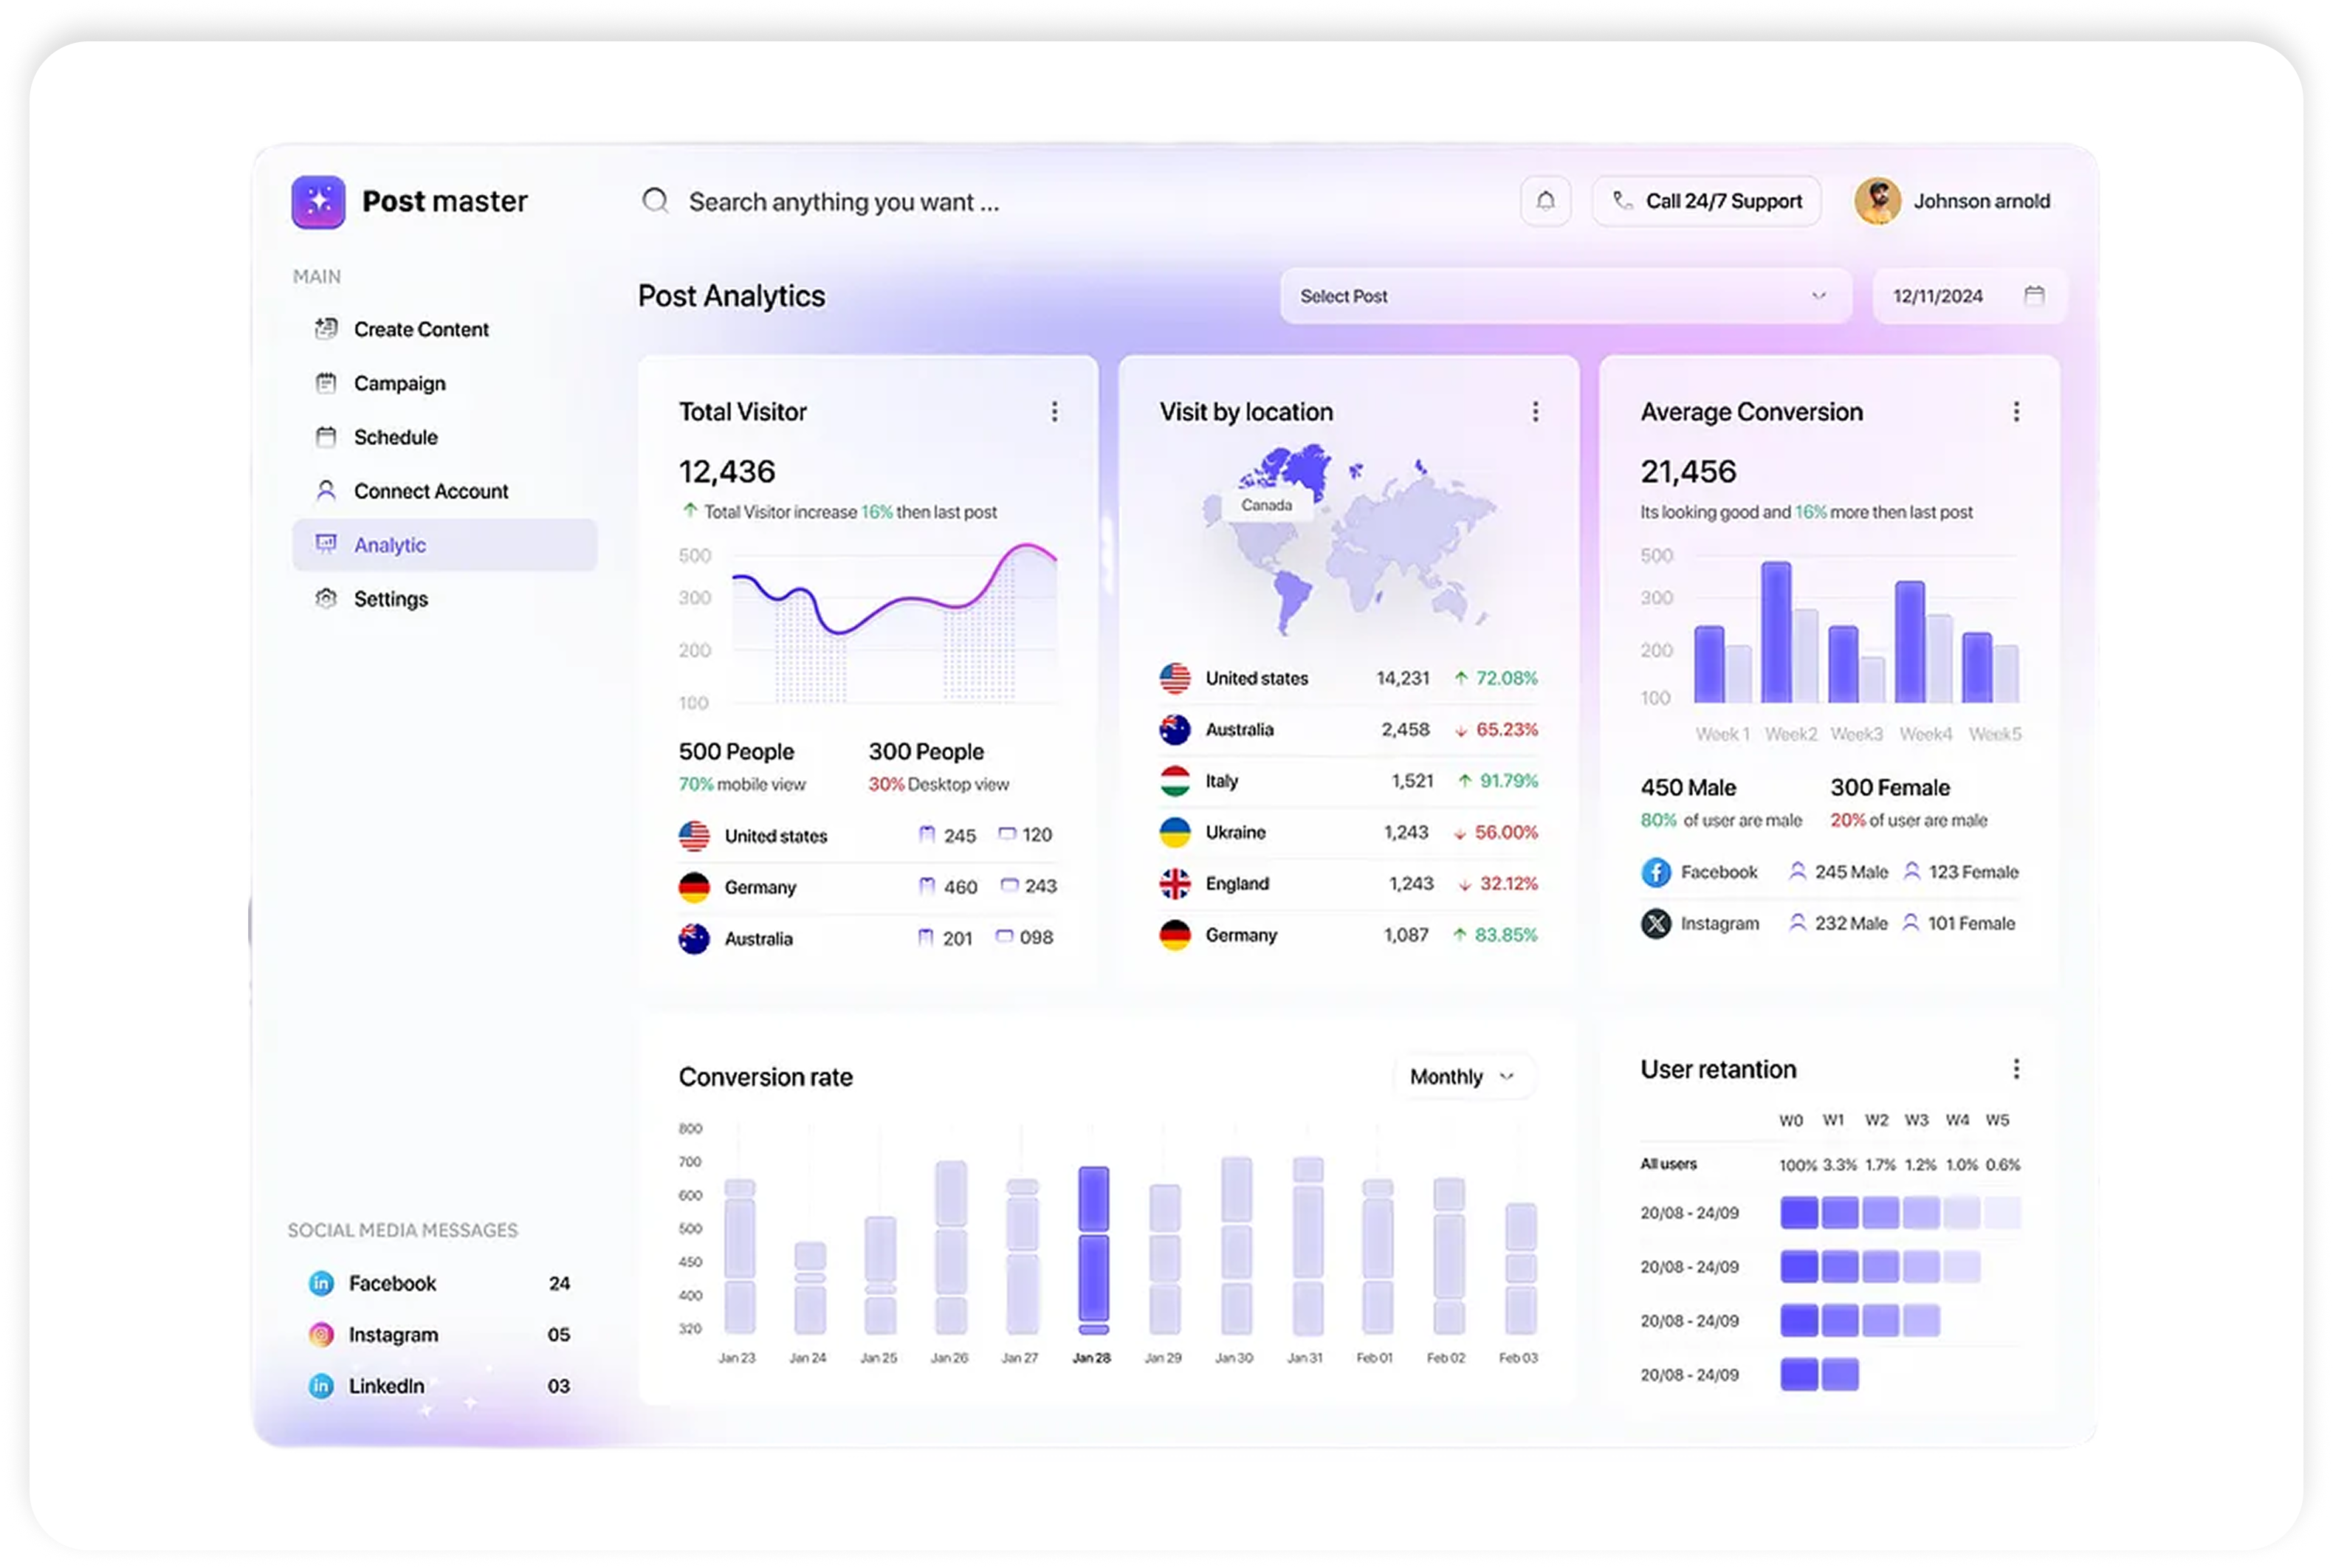 Post master
Search anything you want ...
Call 24/7 Support
Johnson arnold
MAIN
Create Content
Campaign
Schedule
Connect Account
Analytic
Settings
SOCIAL MEDIA MESSAGES
in Facebook 24
Instagram 05
in LinkedIn 03
Post Analytics
Select Post
12/11/2024
Total Visitor
12,436
Total Visitor increase 16% then last post
500
300
200
100
500 People
70% mobile view
300 People
30% Desktop view
United states 245 120
Germany 460 243
Australia 201 098
Visit by location
Canada
United states 14,231 72.08%
Australia 2,458 65.23%
Italy 1,521 91.79%
Ukraine 1,243 56.00%
England 1,243 32.12%
Germany 1,087 83.85%
Average Conversion
21,456
Its looking good and 16% more then last post
500
300
200
100
Week 1 Week2 Week3 Week4 Week5
450 Male
80% of user are male
300 Female
20% of user are male
Facebook 245 Male 123 Female
Instagram 232 Male 101 Female
Conversion rate
Monthly
800
700
600
500
450
400
320
Jan 23 Jan 24 Jan 25 Jan 26 Jan 27 Jan 28 Jan 29 Jan 30 Jan 31 Feb 01 Feb 02 Feb 03
User retantion
W0 W1 W2 W3 W4 W5
All users 100% 3.3% 1.7% 1.2% 1.0% 0.6%
20/08 - 24/09
20/08 - 24/09
20/08 - 24/09
20/08 - 24/09